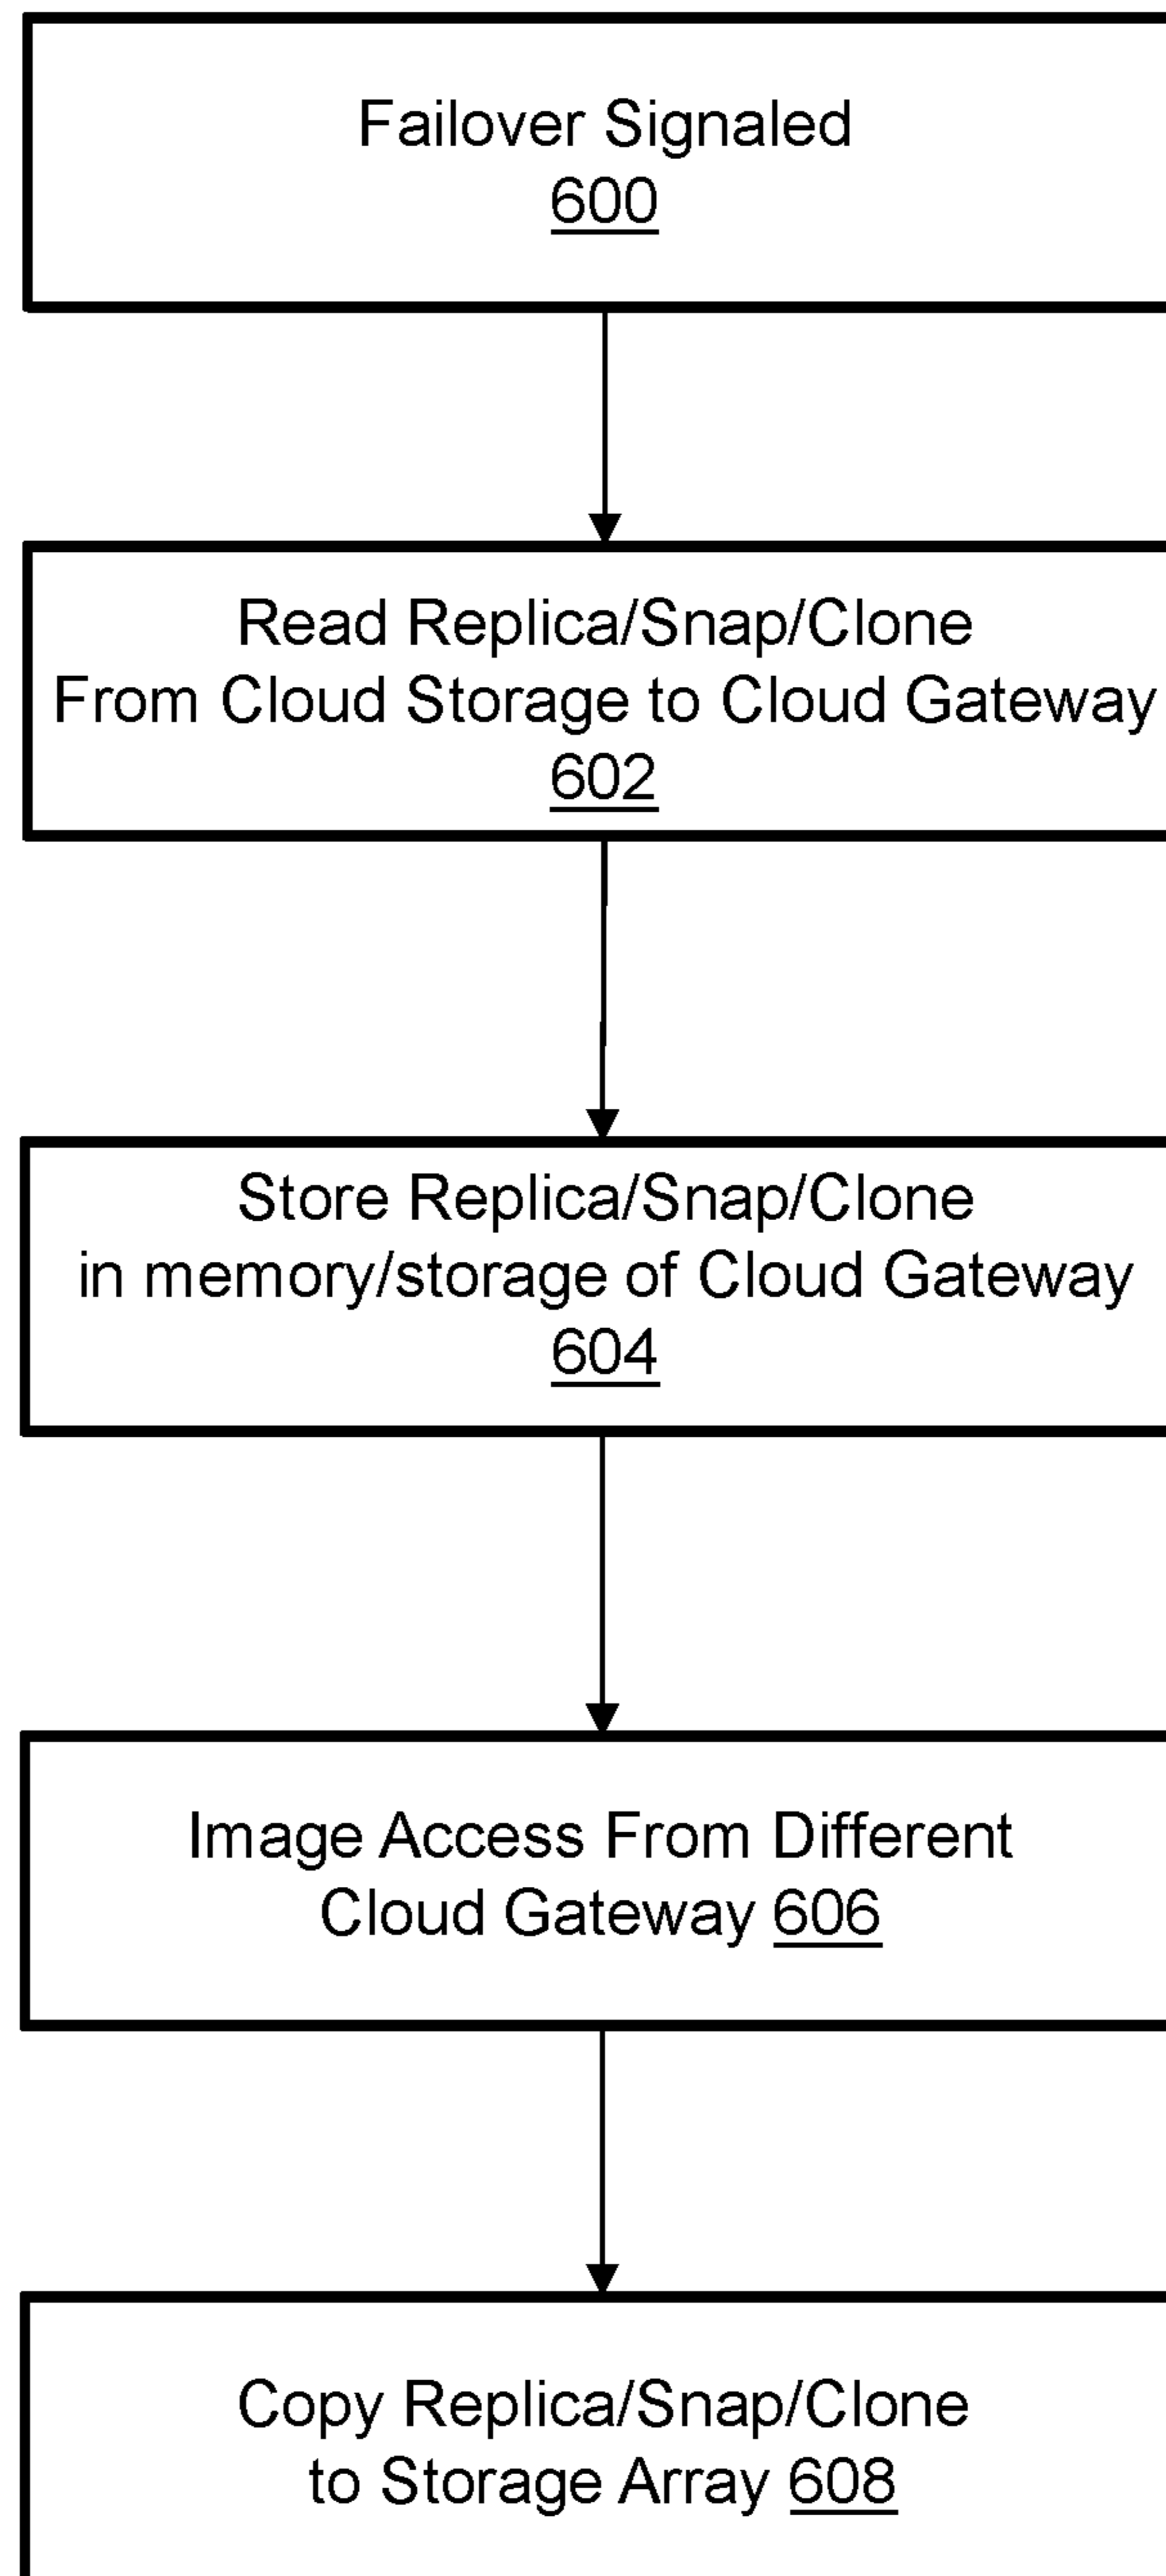 Failover Signaled
600
Read Replica/Snap/Clone
From Cloud Storage to Cloud Gateway
602
Store Replica/Snap/Clone
in memory/storage of Cloud Gateway
604
Image Access From Different
Cloud Gateway 606
Copy Replica/Snap/Clone
to Storage Array 608